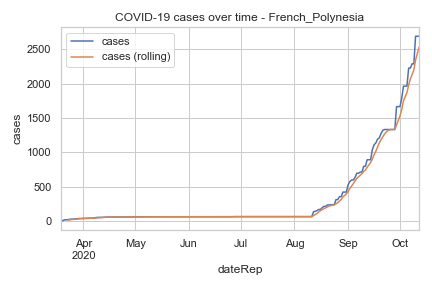 COVID-19 cases over time - French_Polynesia
cases
cases (rolling)
2500
2000
1500
1000
500
0
cases
Apr
2020
May
Jun
Jul
Aug
Sep
Oct
dateRep